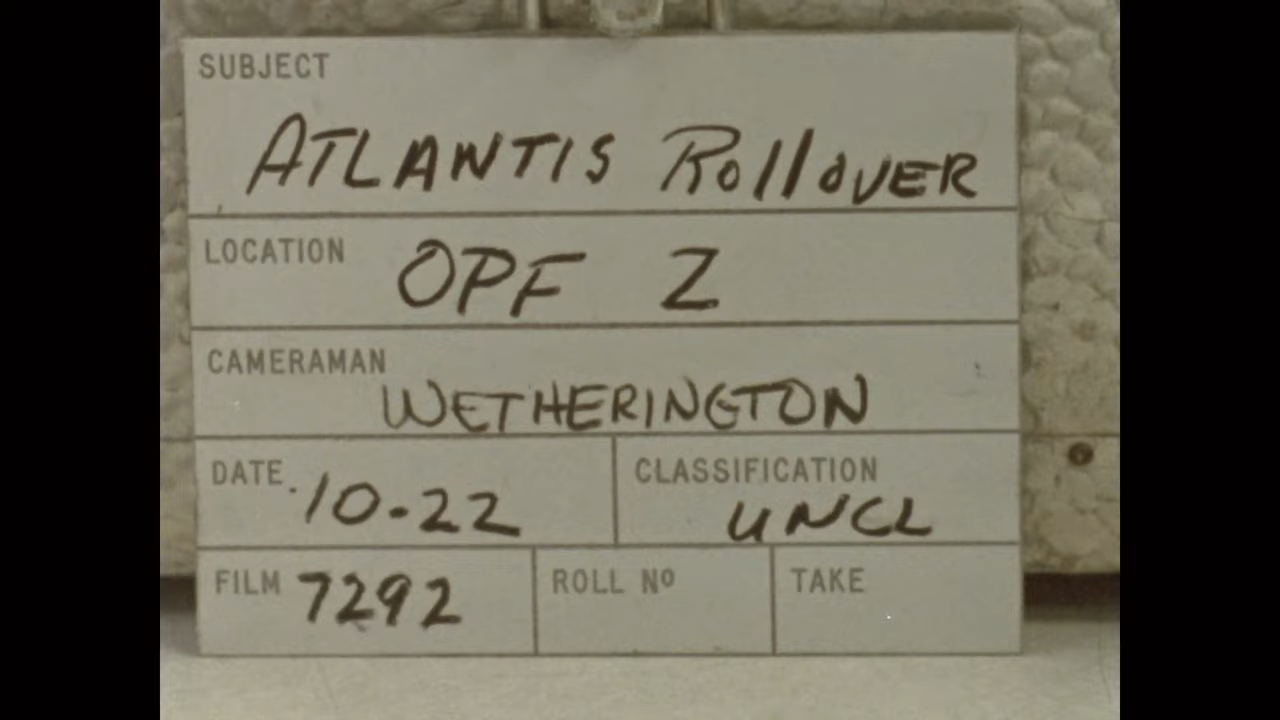 SUBJECT
ATLANTIS RollOVER
LOCATION OPF 2
CAMERAMAN
WETHERINGTON
DATE 10-22 CLASSIFICATION
UNCL
FILM 7292 ROLL Nº TAKE